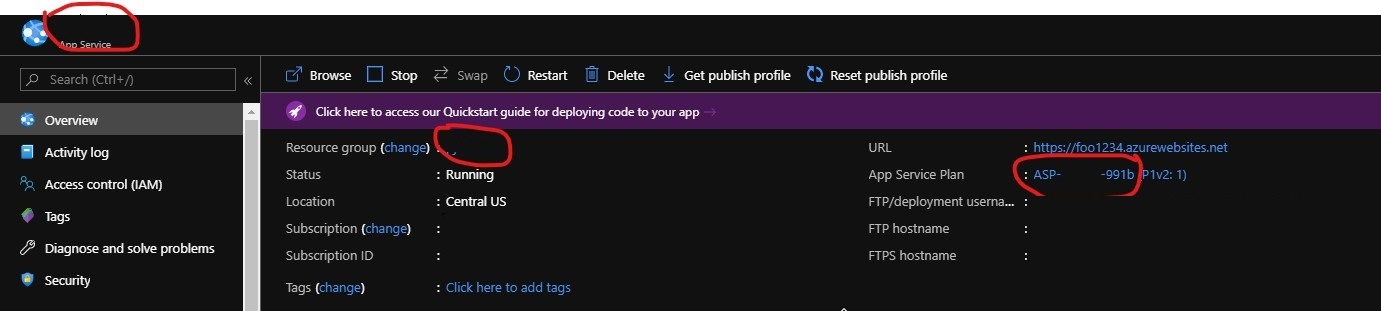 App Service
Search (Ctrl+/)
«
Browse
Stop
Swap
Restart
Delete
Get publish profile
Reset publish profile
Click here to access our Quickstart guide for deploying code to your app →
Overview
Activity log
Access control (IAM)
Tags
Diagnose and solve problems
Security
Resource group (change) :
Status : Running
Location : Central US
Subscription (change) :
Subscription ID :
Tags (change) : Click here to add tags
URL : https://foo1234.azurewebsites.net
App Service Plan : ASP- -991b (P1v2: 1)
FTP/deployment userna... :
FTP hostname :
FTPS hostname :